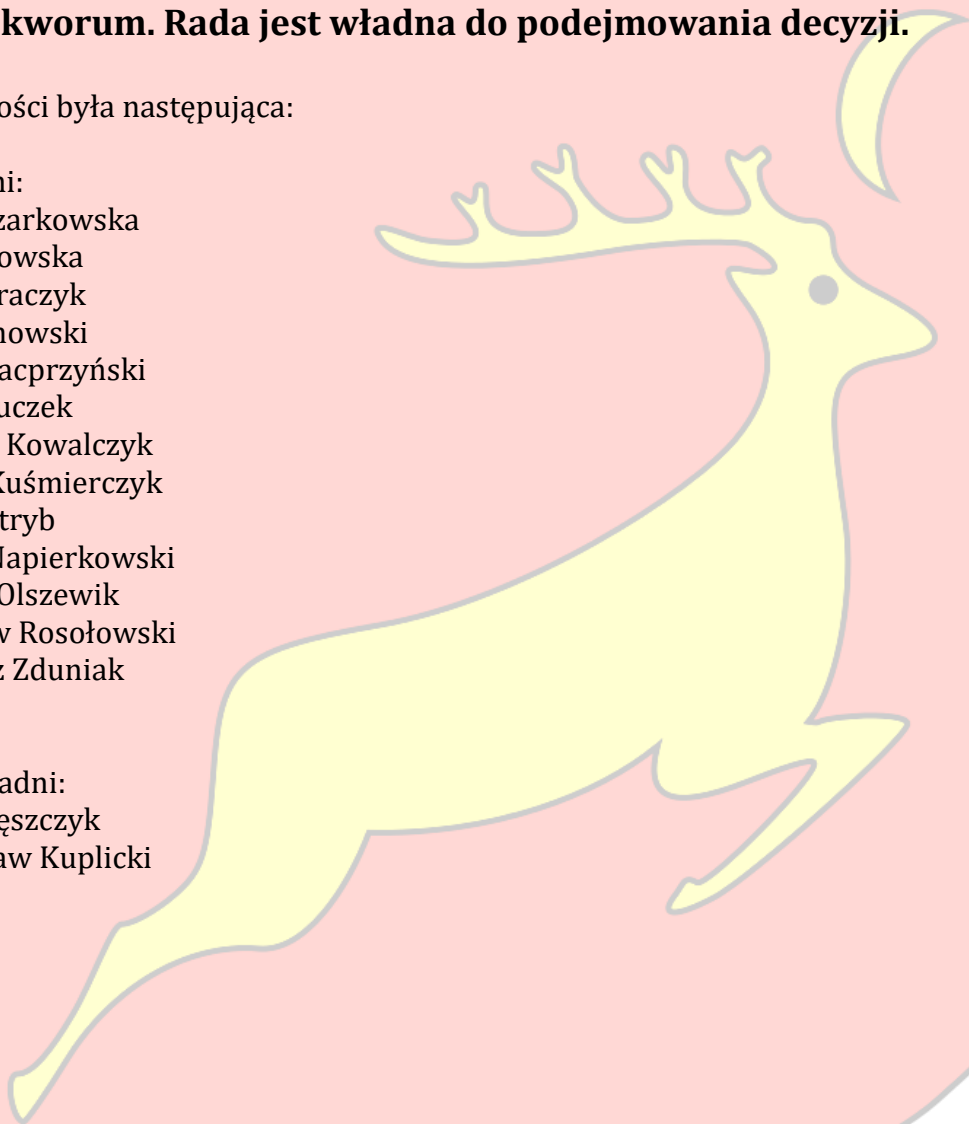 kworum. Rada jest władna do podejmowania decyzji.
ości była następująca:
ni:
zarkowska
owska
raczyk
nowski
acprzyński
uczek
Kowalczyk
Kuśmierczyk
tryb
Napierkowski
Olszewik
w Rosołowski
z Zduniak
adni:
ęszczyk
aw Kuplicki